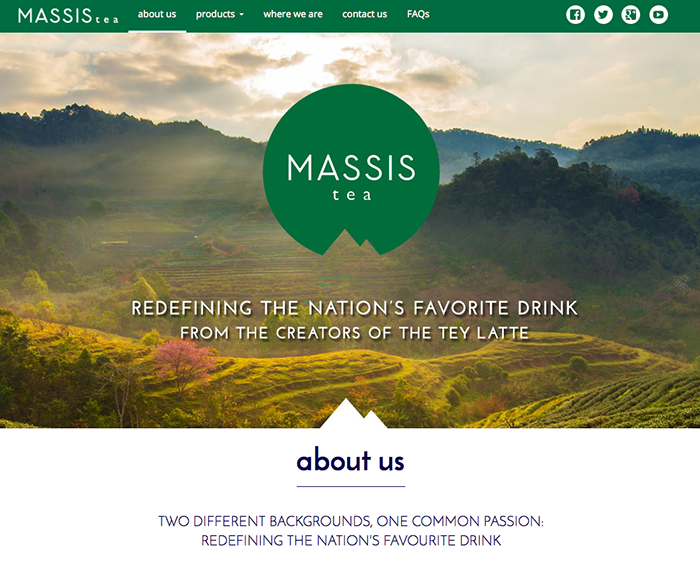 MASSIS tea about us products where we are contact us FAQs
MASSIS
tea
REDEFINING THE NATION'S FAVORITE DRINK
FROM THE CREATORS OF THE TEY LATTE
about us
TWO DIFFERENT BACKGROUNDS, ONE COMMON PASSION:
REDEFINING THE NATION'S FAVOURITE DRINK